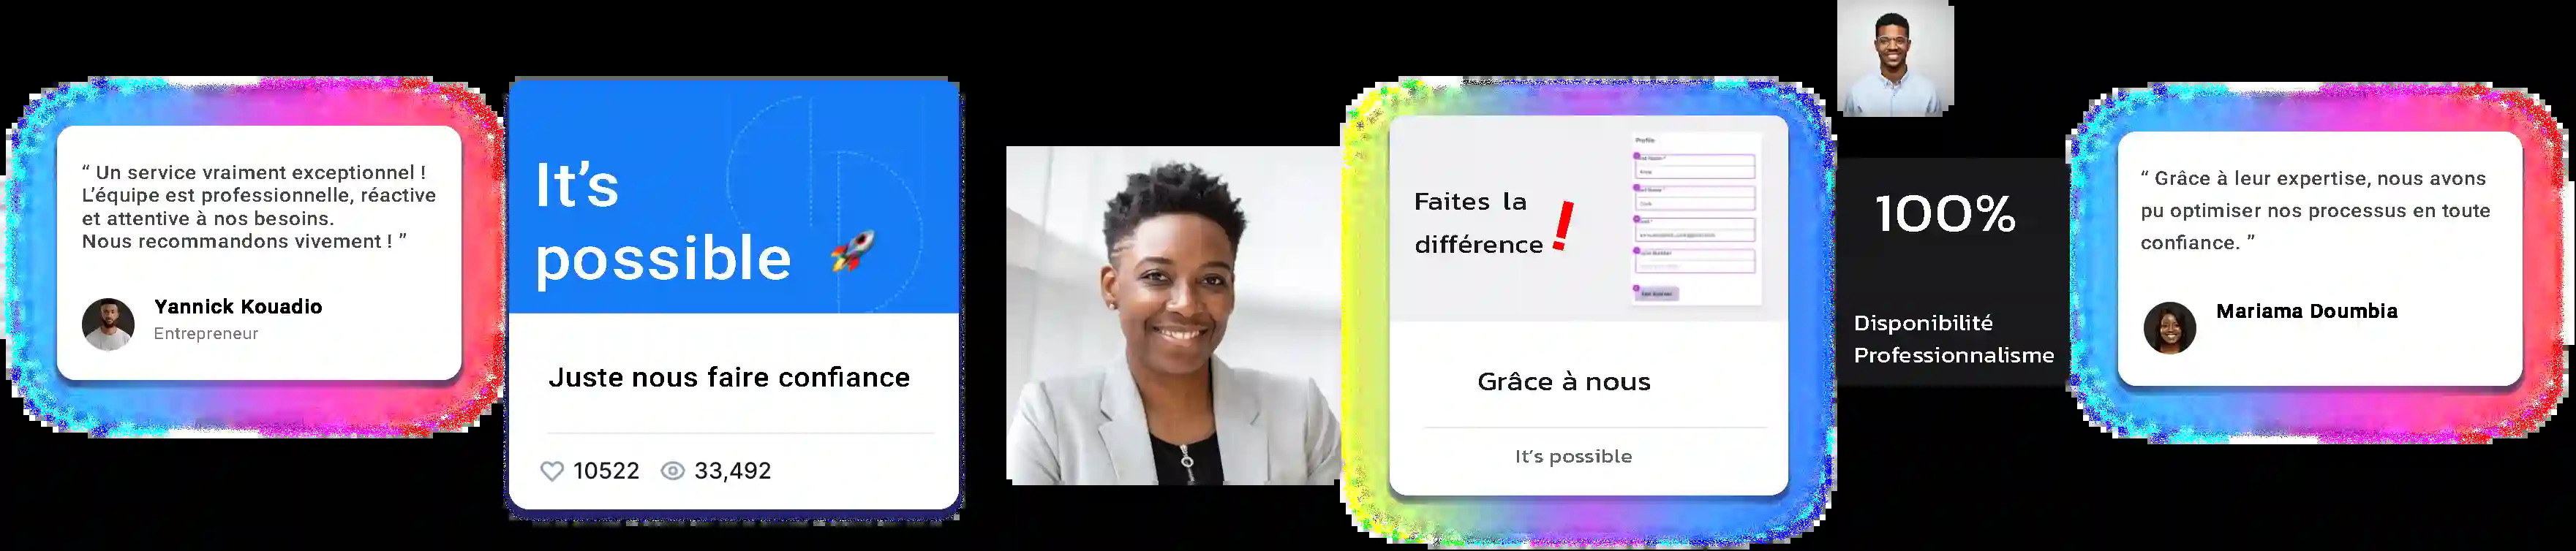 “ Un service vraiment exceptionnel !
L’équipe est professionnelle, réactive
et attentive à nos besoins.
Nous recommandons vivement ! ”
Yannick Kouadio
Entrepreneur
It’s
possible
Juste nous faire confiance
10522 33,492
Faites la
différence !
Profile
Grâce à nous
It’s possible
100%
Disponibilité
Professionnalisme
“ Grâce à leur expertise, nous avons
pu optimiser nos processus en toute
confiance. ”
Mariama Doumbia